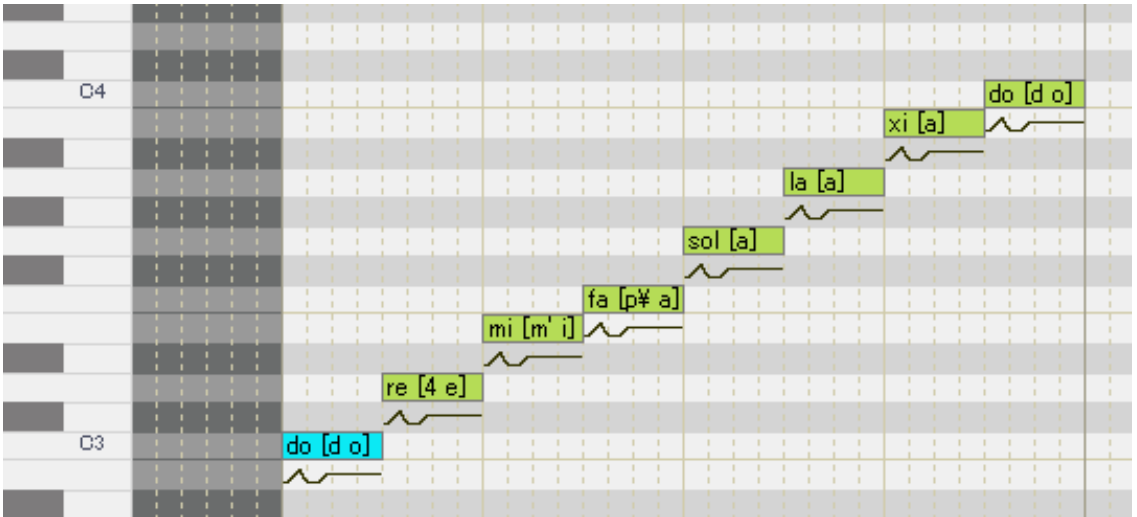 C4
do [d o]
xi [a]
la [a]
sol [a]
fa [p¥ a]
mi [m' i]
re [4 e]
C3
do [d o]